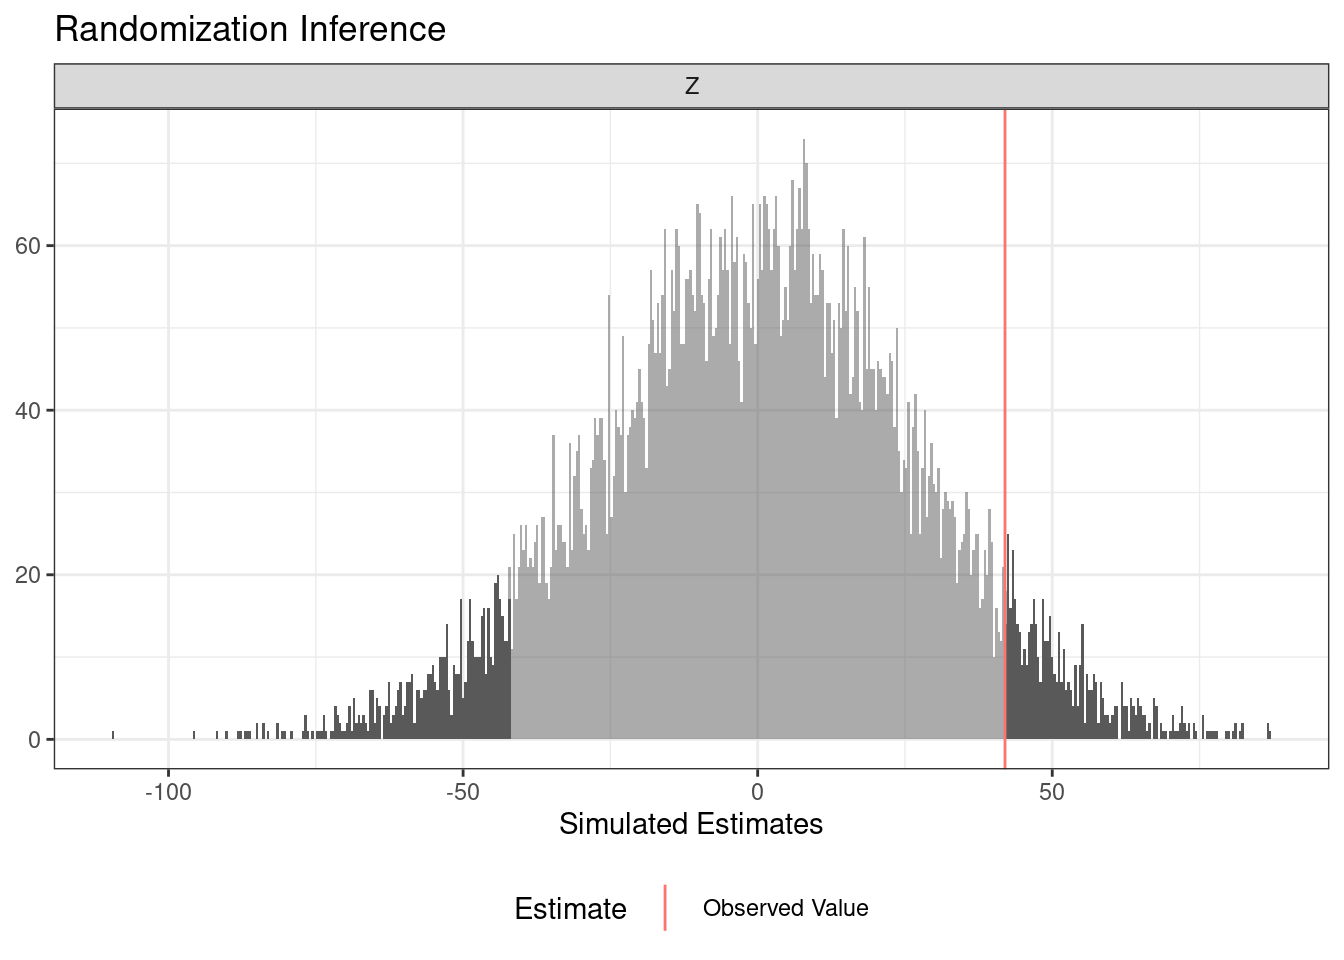 Randomization Inference
Z
60
40
20
0
-100 -50 0 50
Simulated Estimates
Estimate Observed Value